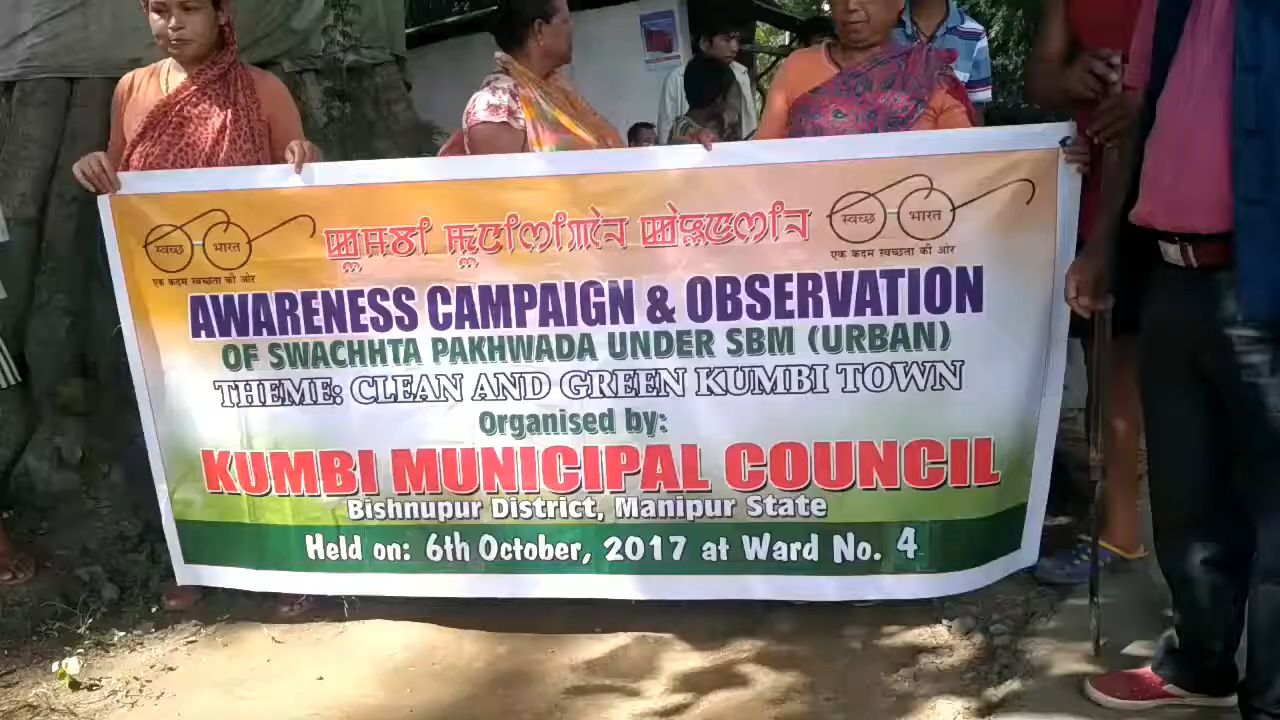 स्वच्छ भारत
एक कदम स्वच्छता की ओर
स्वच्छ भारत
एक कदम स्वच्छता की ओर
AWARENESS CAMPAIGN & OBSERVATION
OF SWACHHTA PAKHWADA UNDER SBM (URBAN)
THEME: CLEAN AND GREEN KUMBI TOWN
Organised by:
KUMBI MUNICIPAL COUNCIL
Bishnupur District, Manipur State
Held on: 6th October, 2017 at Ward No. 4